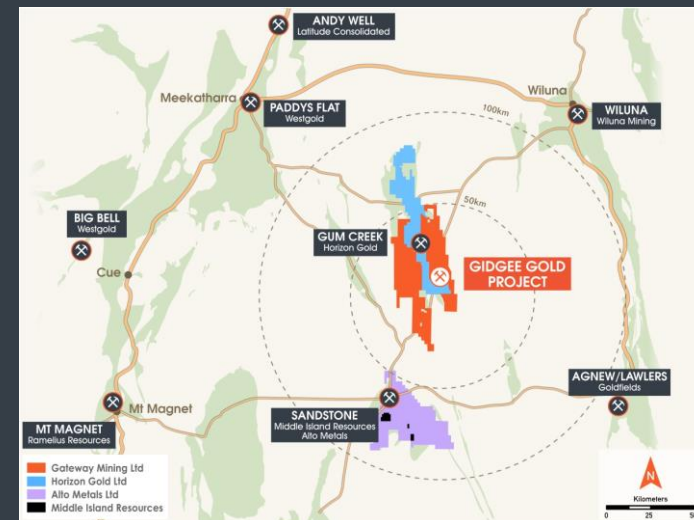 ANDY WELL
Latitude Consolidated
Meekatharra
PADDYS FLAT
Westgold
Wiluna
WILUNA
Wiluna Mining
100km
50km
BIG BELL
Westgold
Cue
GUM CREEK
Horizon Gold
GIDGEE GOLD
PROJECT
AGNEW/LAWLERS
Goldfields
Mt Magnet
MT MAGNET
Ramelius Resources
SANDSTONE
Middle Island Resources
Alto Metals
Gateway Mining Ltd
Horizon Gold Ltd
Alto Metals Ltd
Middle Island Resources
N
Kilometers
0 25